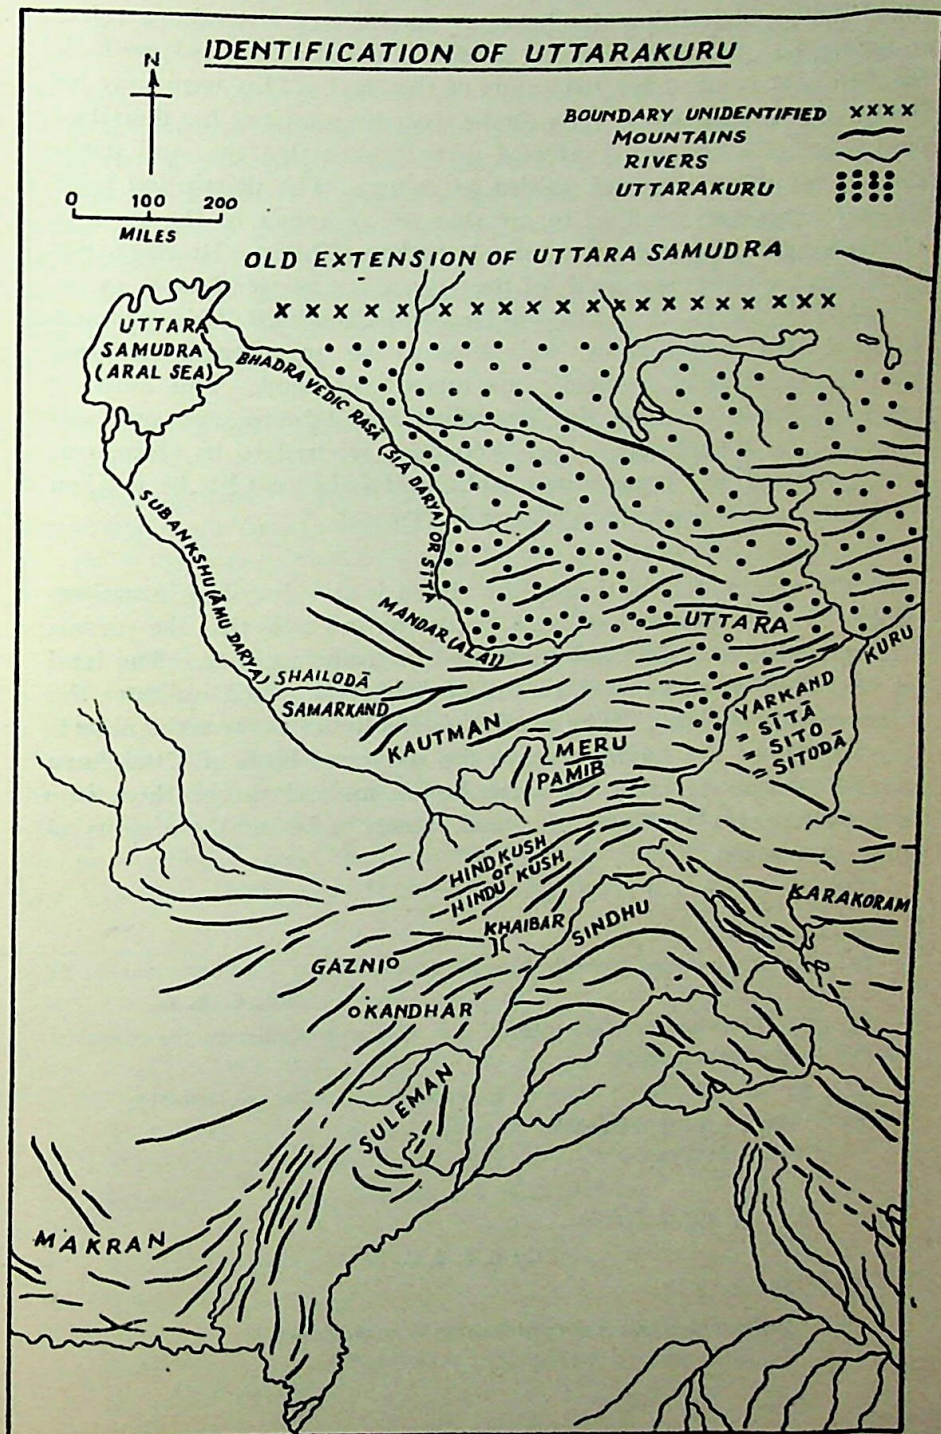 IDENTIFICATION OF UTTARAKURU
N
BOUNDARY UNIDENTIFIED xxxx
MOUNTAINS
RIVERS
UTTARAKURU
0 100 200
MILES
OLD EXTENSION OF UTTARA SAMUDRA
x x x x x x x x x x x x x x x x x x x x
UTTARA
SAMUDRA
(ARAL SEA)
BHADRA VEDIC RASĀ (SIA DARYA) OR SITĀ
SUBANKSHU (ĀMU DARYA)
MANDAR (ALAI)
UTTARA
KURU
SHAILODĀ
SAMARKAND
KAUTMAN
YARKAND
= SĪTĀ
= SITO
= SITODĀ
MERU
PAMIB
HINDKUSH
or
HINDU KUSH
KARAKORAM
KHAIBAR
SINDHU
GAZNI
KANDHAR
SULEMAN
MAKRAN